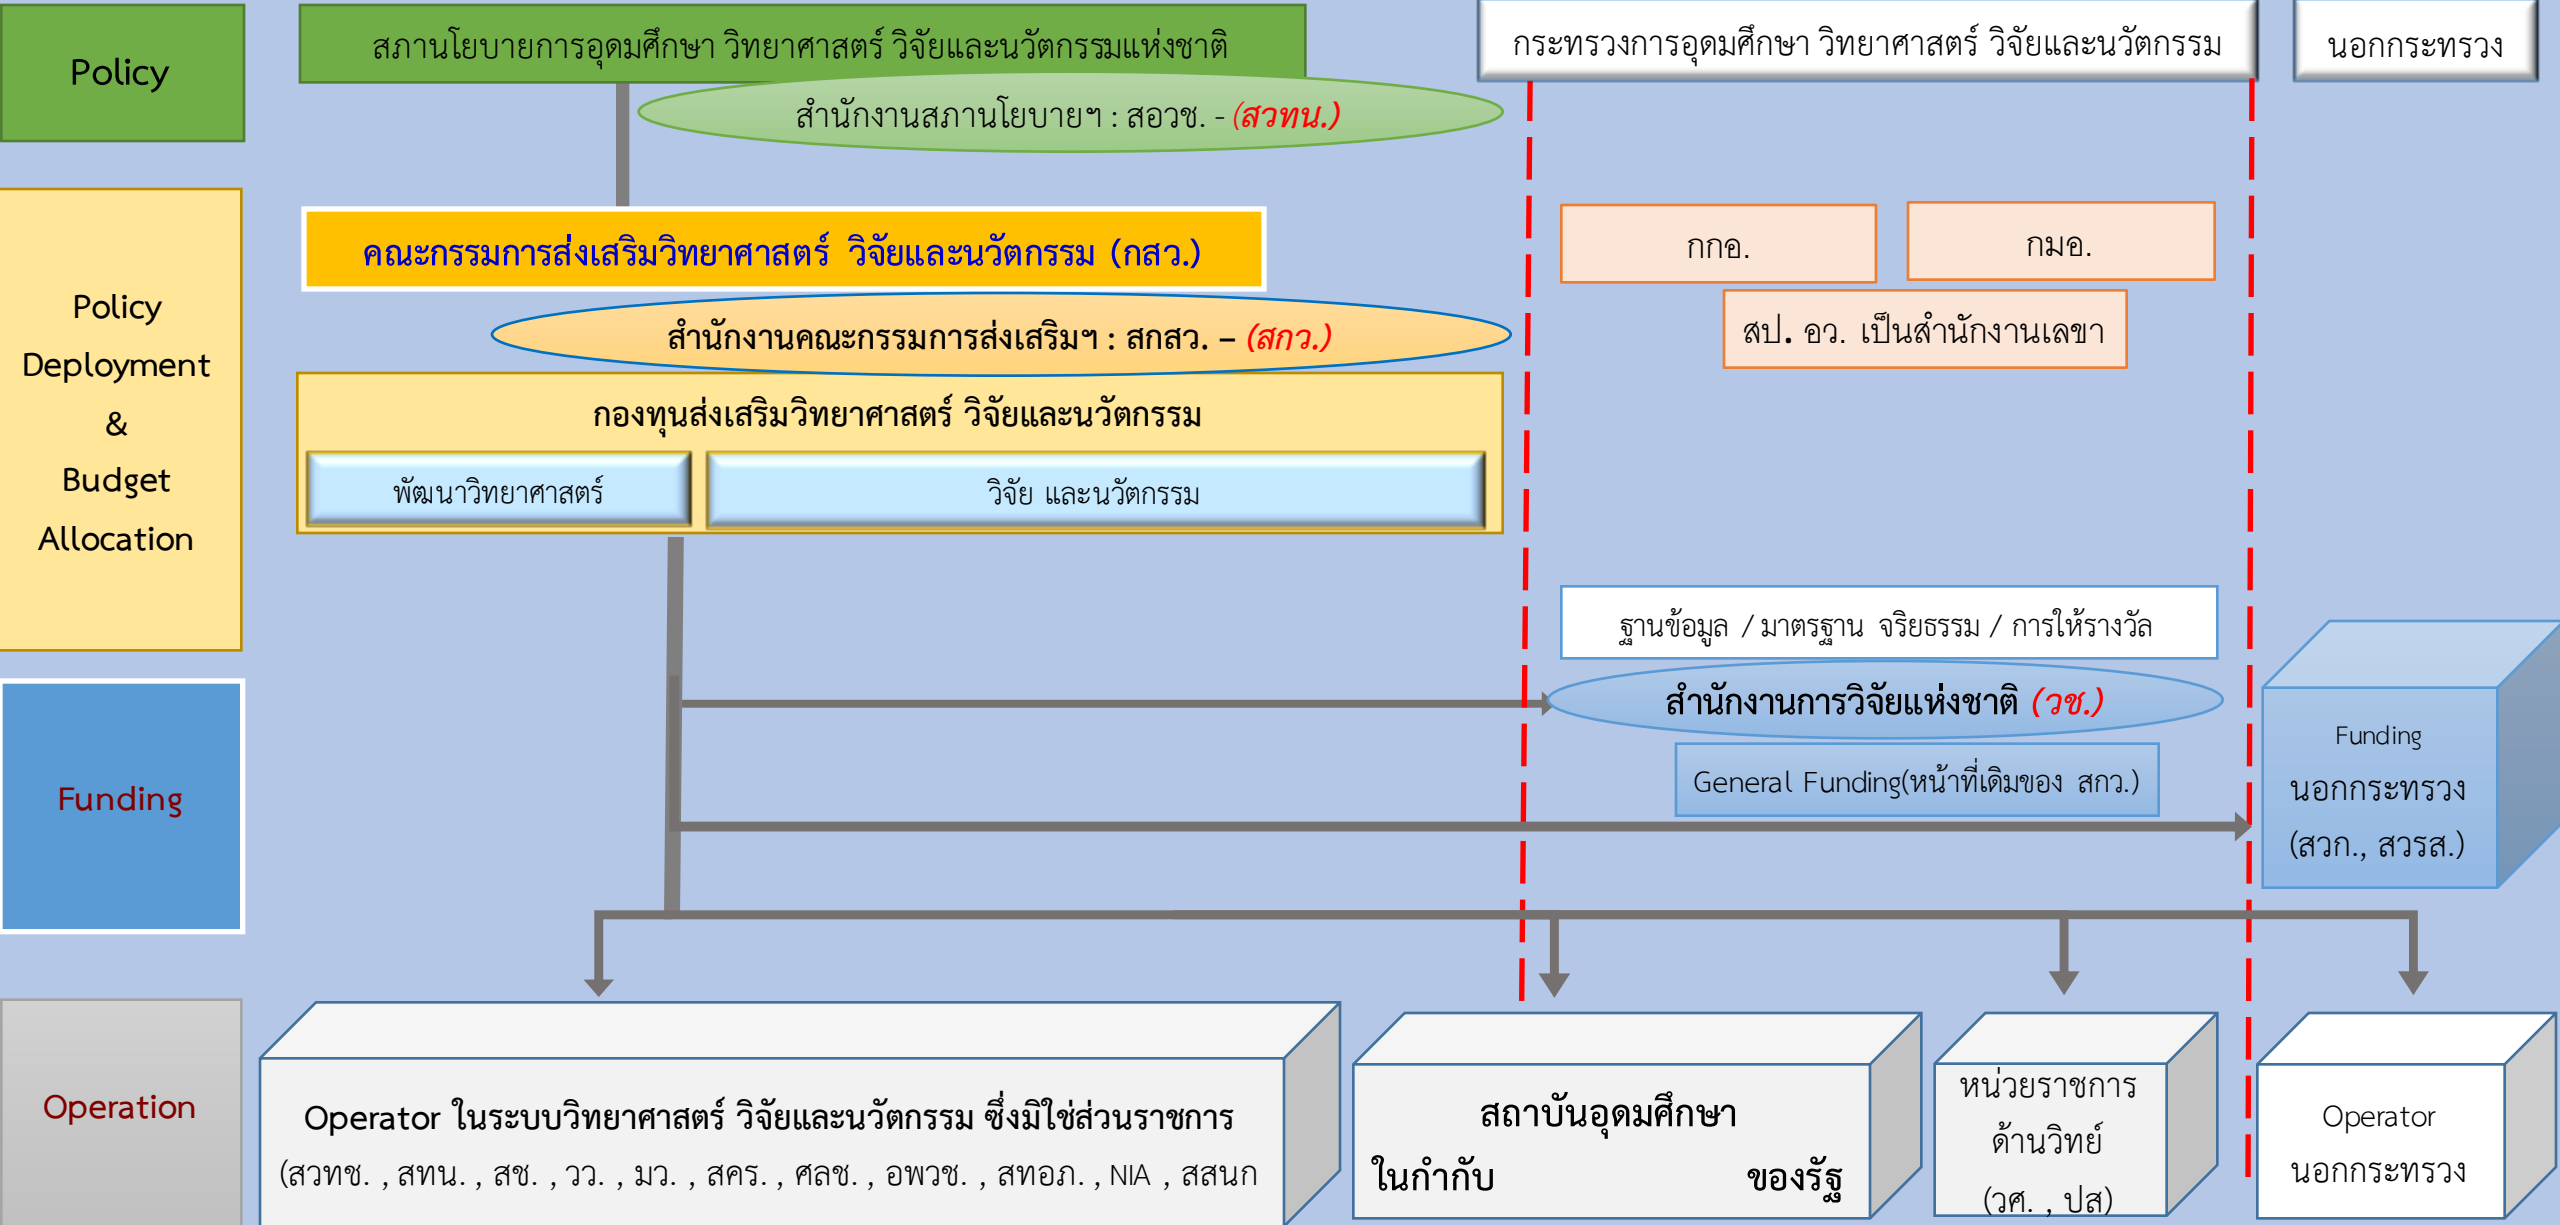 Policy
สภานโยบายการอุดมศึกษา วิทยาศาสตร์ วิจัยและนวัตกรรมแห่งชาติ
กระทรวงการอุดมศึกษา วิทยาศาสตร์ วิจัยและนวัตกรรม
นอกกระทรวง
สำนักงานสภานโยบายฯ : สอวช. - (สวทน.)
Policy
Deployment
&
Budget
Allocation
คณะกรรมการส่งเสริมวิทยาศาสตร์ วิจัยและนวัตกรรม (กสว.)
กกอ.
กมอ.
สำนักงานคณะกรรมการส่งเสริมฯ : สกสว. – (สกว.)
สป. อว. เป็นสำนักงานเลขา
กองทุนส่งเสริมวิทยาศาสตร์ วิจัยและนวัตกรรม
พัฒนาวิทยาศาสตร์
วิจัย และนวัตกรรม
ฐานข้อมูล / มาตรฐาน จริยธรรม / การให้รางวัล
Funding
สำนักงานการวิจัยแห่งชาติ (วช.)
General Funding(หน้าที่เดิมของ สกว.)
Funding
นอกกระทรวง
(สวก., สวรส.)
Operation
Operator ในระบบวิทยาศาสตร์ วิจัยและนวัตกรรม ซึ่งมิใช่ส่วนราชการ
(สวทช. , สทน. , สซ. , วว. , มว. , สคร. , ศลช. , อพวช. , สทอภ. , NIA , สสนก
สถาบันอุดมศึกษา
ในกำกับ ของรัฐ
หน่วยราชการ
ด้านวิทย์
(วศ. , ปส)
Operator
นอกกระทรวง